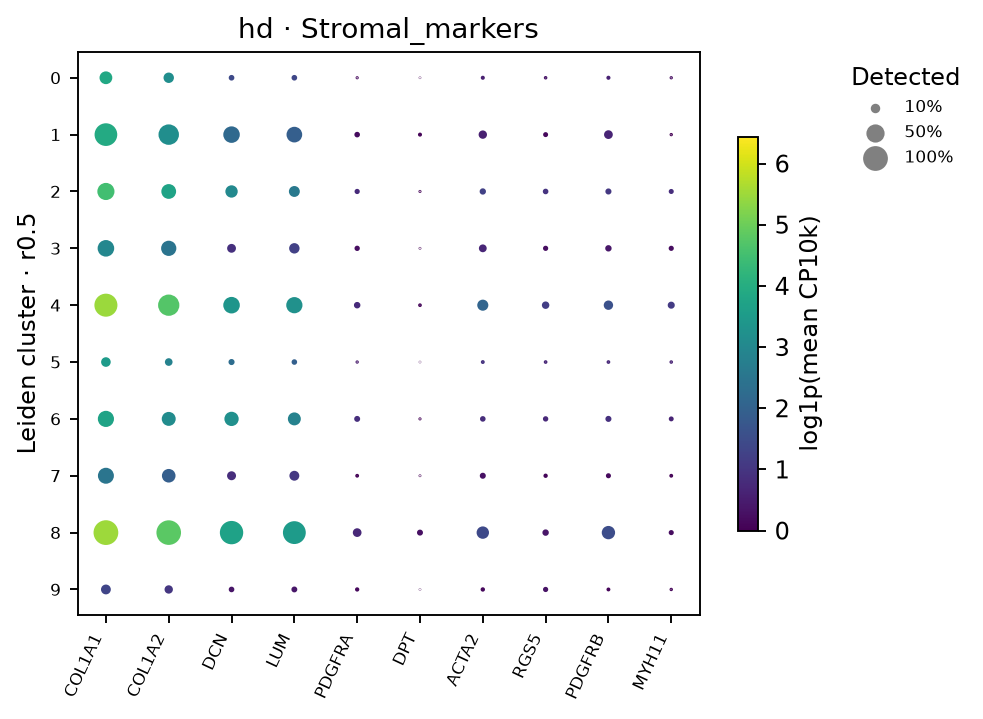 hd · Stromal_markers
Leiden cluster · r0.5
0
1
2
3
4
5
6
7
8
9
COL1A1
COL1A2
DCN
LUM
PDGFRA
DPT
ACTA2
RGS5
PDGFRB
MYH11
Detected
10%
50%
100%
6
5
4
3
2
1
0
log1p(mean CP10k)